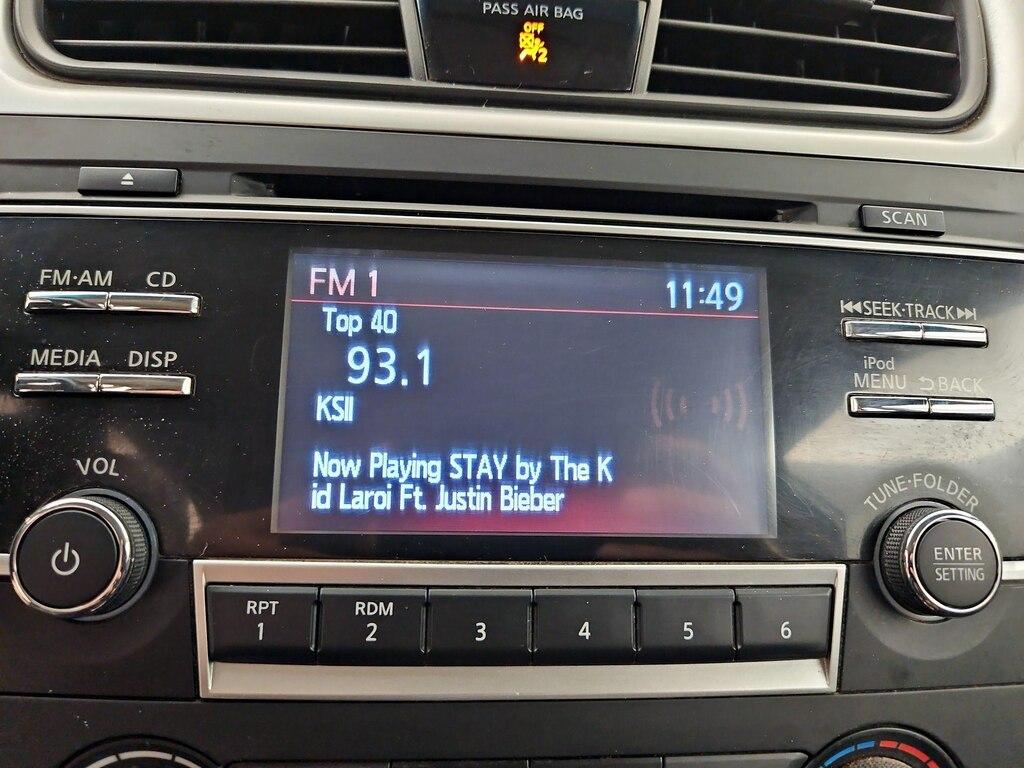 PASS AIR BAG
OFF
2
SCAN
FM·AM CD
MEDIA DISP
VOL
FM 1 11:49
Top 40
93.1
KSII
Now Playing STAY by The K
id Laroi Ft. Justin Bieber
SEEK·TRACK
iPod
MENU BACK
TUNE·FOLDER
ENTER
SETTING
RPT RDM
1 2 3 4 5 6